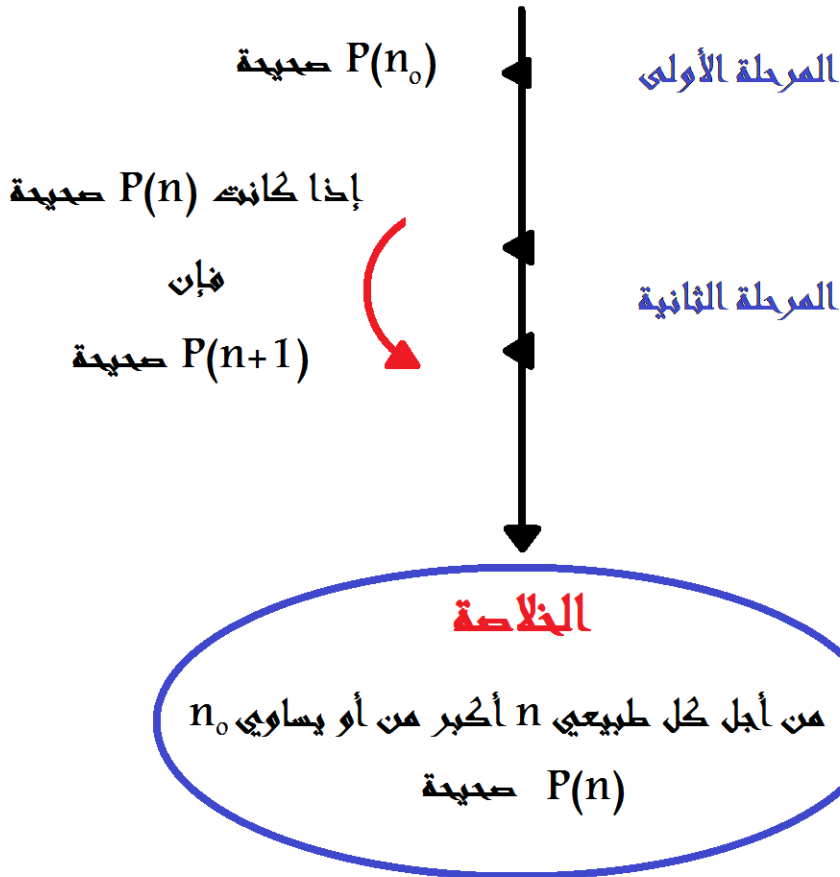 المرحلة الأولى
P(n₀) صحيحة
إذا كانت P(n) صحيحة
المرحلة الثانية
فإن
P(n+1) صحيحة
الخلاصة
من أجل كل طبيعي n أكبر من أو يساوي n₀
P(n) صحيحة